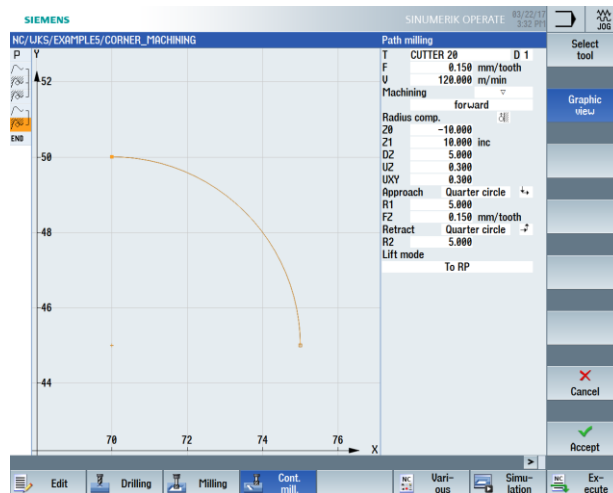 SIEMENS
SINUMERIK OPERATE 03/22/17 3:32 PM
JOG
NC/WKS/EXAMPLES/CORNER_MACHINING
Path milling
Select tool
P
Y
T CUTTER 20 D 1
F 0.150 mm/tooth
V 120.000 m/min
Machining ▽
forward
Graphic view
Radius comp.
Z0 -10.000
Z1 10.000 inc
DZ 5.000
UZ 0.300
UXY 0.300
Approach Quarter circle
R1 5.000
FZ 0.150 mm/tooth
Retract Quarter circle
R2 5.000
Lift mode
To RP
END
52
50
48
46
44
70 72 74 76 X
Cancel
Accept
>
Edit
Drilling
Milling
Cont. mill.
NC Vari- ous
Simu- lation
NC Ex- ecute